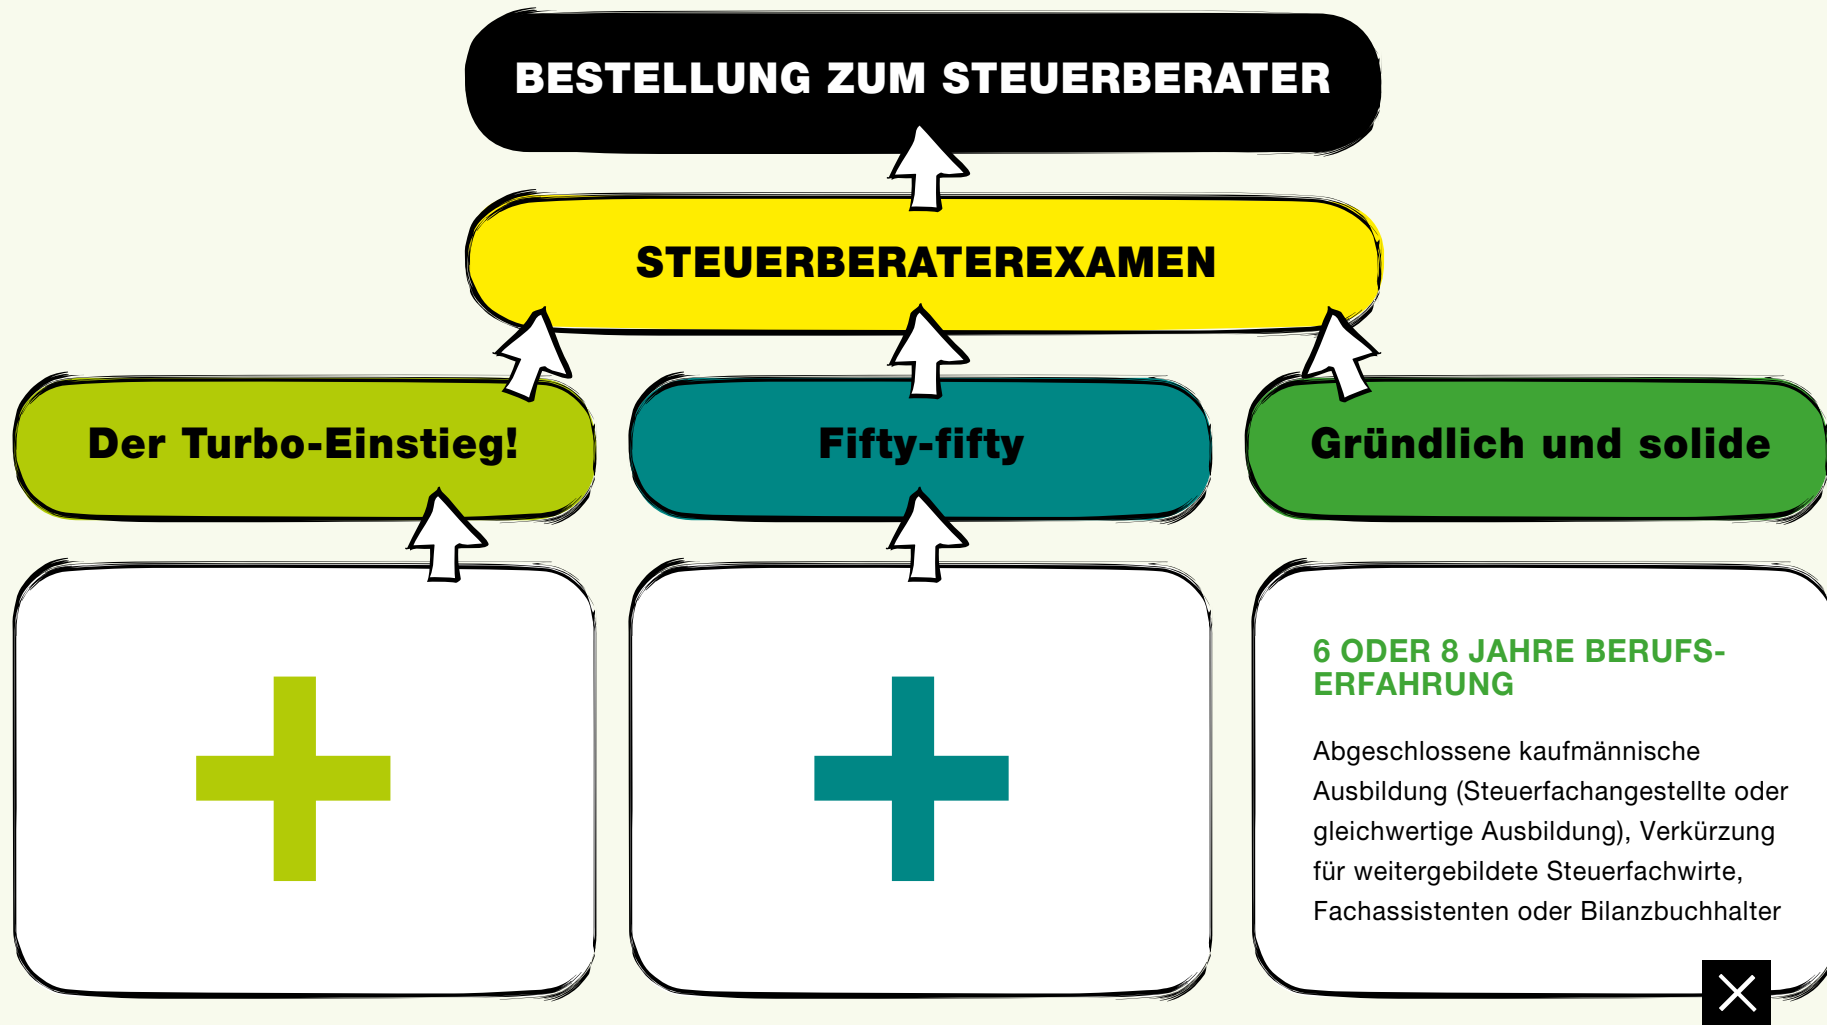 BESTELLUNG ZUM STEUERBERATER
STEUERBERATEREXAMEN
Der Turbo-Einstieg!
Fifty-fifty
Gründlich und solide
6 ODER 8 JAHRE BERUFS-
ERFAHRUNG
Abgeschlossene kaufmännische
Ausbildung (Steuerfachangestellte oder
gleichwertige Ausbildung), Verkürzung
für weitergebildete Steuerfachwirte,
Fachassistenten oder Bilanzbuchhalter